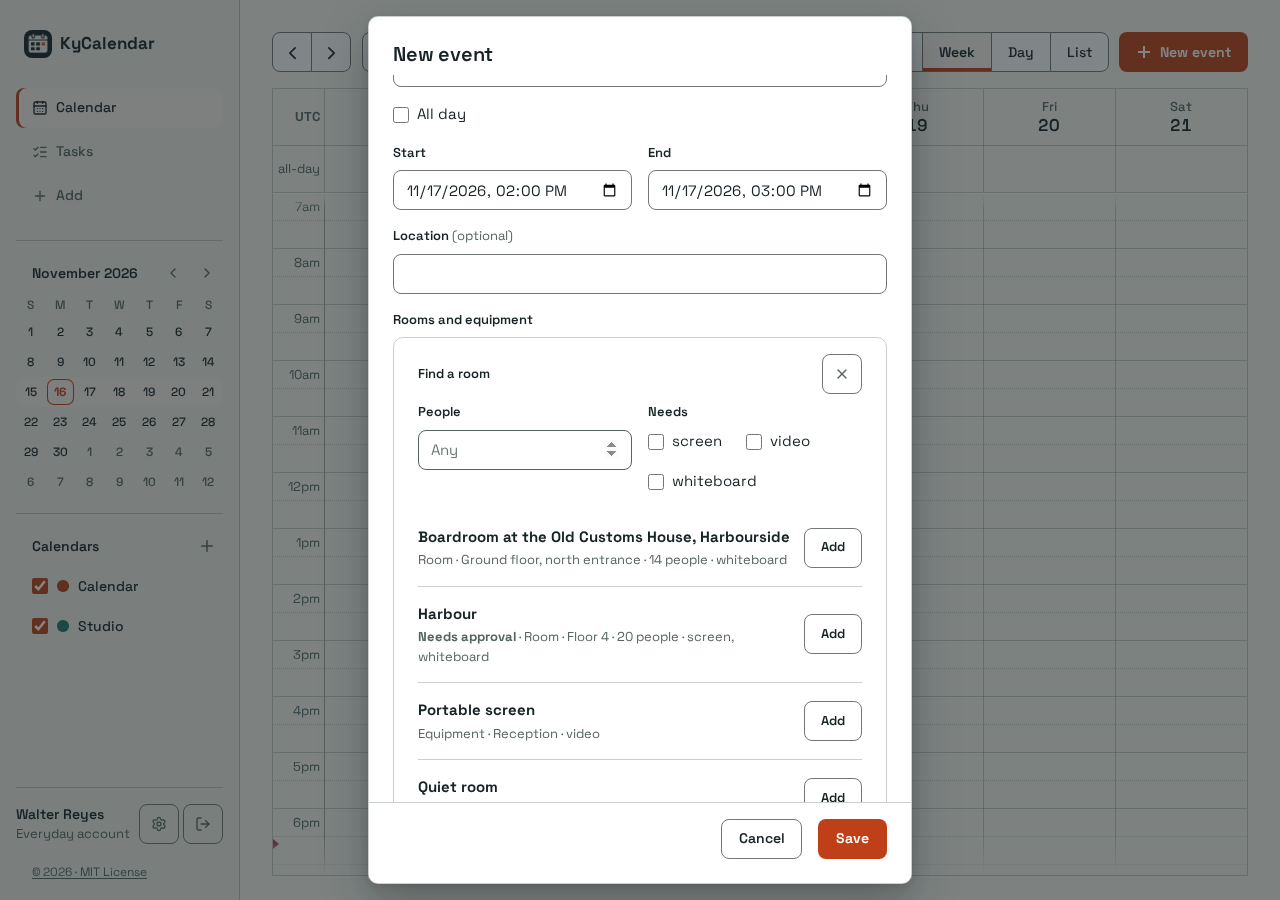 KyCalendar
Calendar
Tasks
Add
November 2026
S M T W T F S
1 2 3 4 5 6 7
8 9 10 11 12 13 14
15 16 17 18 19 20 21
22 23 24 25 26 27 28
29 30 1 2 3 4 5
6 7 8 9 10 11 12
Calendars
Calendar
Studio
Walter Reyes
Everyday account
© 2026 · MIT License
Week Day List
New event
UTC
19
Fri
20
Sat
21
all-day
7am
8am
9am
10am
11am
12pm
1pm
2pm
3pm
4pm
5pm
6pm
New event
All day
Start End
11/17/2026, 02:00 PM 11/17/2026, 03:00 PM
Location (optional)
Rooms and equipment
Find a room
People Needs
Any screen video
whiteboard
Boardroom at the Old Customs House, Harbourside
Room · Ground floor, north entrance · 14 people · whiteboard
Add
Harbour
Needs approval · Room · Floor 4 · 20 people · screen,
whiteboard
Add
Portable screen
Equipment · Reception · video
Add
Quiet room
Add
Cancel Save